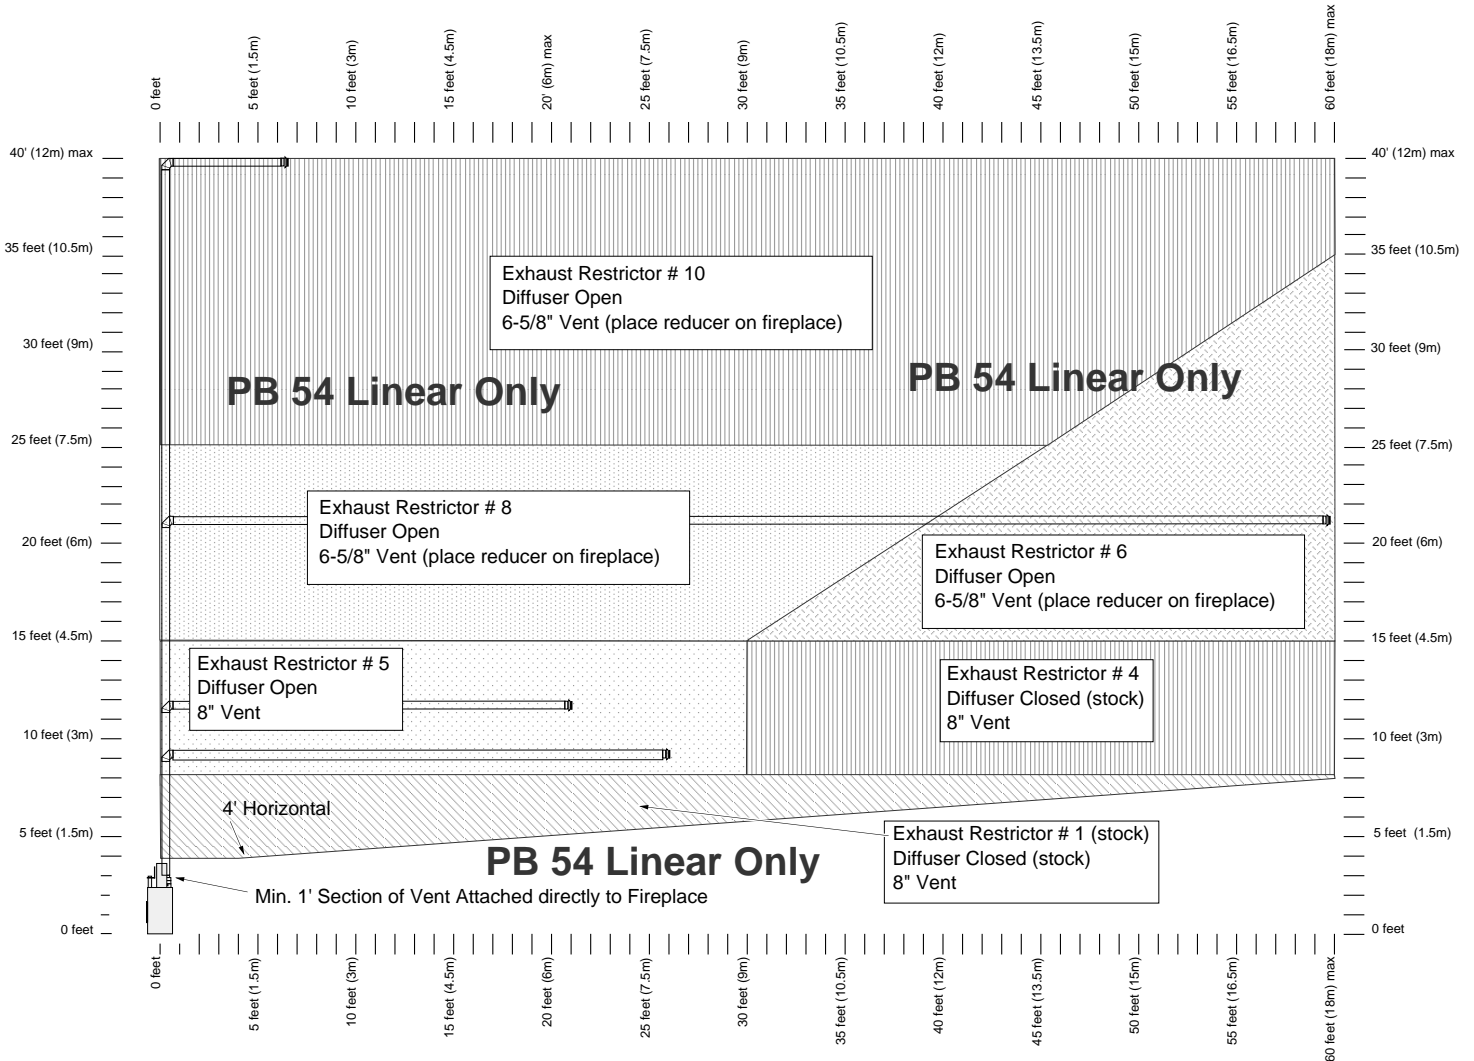 0 feet
5 feet (1.5m)
10 feet (3m)
15 feet (4.5m)
20' (6m) max
25 feet (7.5m)
30 feet (9m)
35 feet (10.5m)
40 feet (12m)
45 feet (13.5m)
50 feet (15m)
55 feet (16.5m)
60 feet (18m) max
40' (12m) max
35 feet (10.5m)
30 feet (9m)
25 feet (7.5m)
20 feet (6m)
15 feet (4.5m)
10 feet (3m)
5 feet (1.5m)
0 feet
Exhaust Restrictor # 10
Diffuser Open
6-5/8" Vent (place reducer on fireplace)
PB 54 Linear Only
PB 54 Linear Only
Exhaust Restrictor # 8
Diffuser Open
6-5/8" Vent (place reducer on fireplace)
Exhaust Restrictor # 6
Diffuser Open
6-5/8" Vent (place reducer on fireplace)
Exhaust Restrictor # 5
Diffuser Open
8" Vent
Exhaust Restrictor # 4
Diffuser Closed (stock)
8" Vent
4' Horizontal
Exhaust Restrictor # 1 (stock)
Diffuser Closed (stock)
8" Vent
PB 54 Linear Only
Min. 1' Section of Vent Attached directly to Fireplace
40' (12m) max
35 feet (10.5m)
30 feet (9m)
25 feet (7.5m)
20 feet (6m)
15 feet (4.5m)
10 feet (3m)
5 feet (1.5m)
0 feet
0 feet
5 feet (1.5m)
10 feet (3m)
15 feet (4.5m)
20 feet (6m)
25 feet (7.5m)
30 feet (9m)
35 feet (10.5m)
40 feet (12m)
45 feet (13.5m)
50 feet (15m)
55 feet (16.5m)
60 feet (18m) max